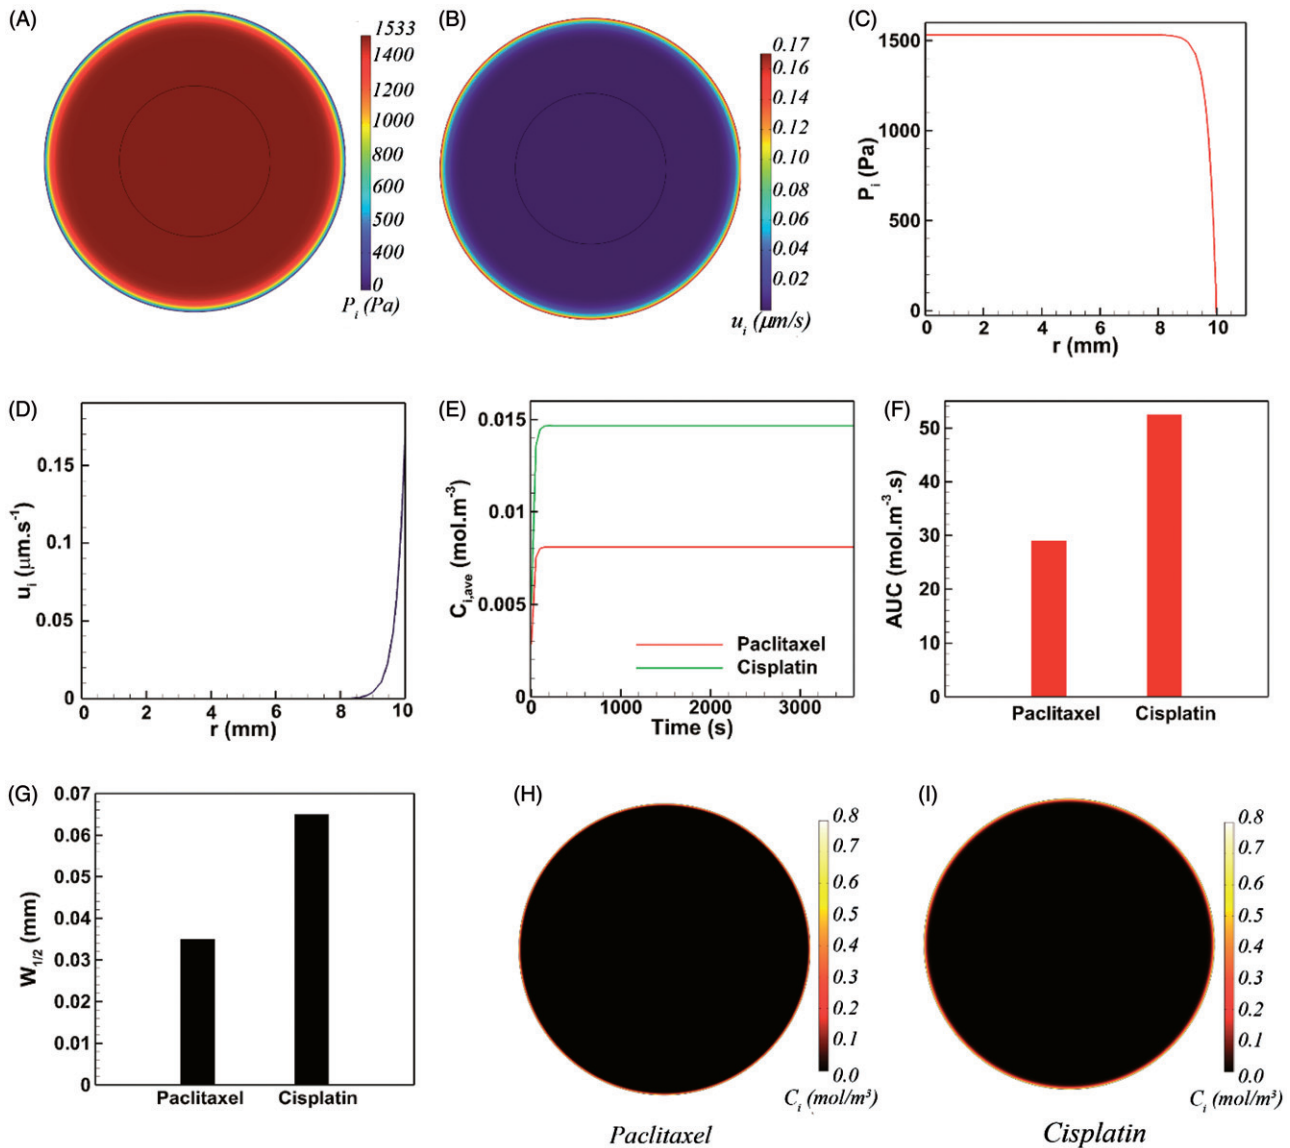 (A)
1533
1400
1200
1000
800
600
500
400
0
P_i (Pa)
(B)
0.17
0.16
0.14
0.12
0.10
0.08
0.06
0.04
0.02
u_i (μm/s)
(C)
1500
1000
500
0
P_i (Pa)
0 2 4 6 8 10
r (mm)
(D)
0.15
0.1
0.05
0
u_i (μm.s⁻¹)
0 2 4 6 8 10
r (mm)
(E)
0.015
0.01
0.005
0
C_i,ave (mol.m⁻³)
Paclitaxel
Cisplatin
0 1000 2000 3000
Time (s)
(F)
50
40
30
20
10
0
AUC (mol.m⁻³.s)
Paclitaxel Cisplatin
(G)
0.07
0.06
0.05
0.04
0.03
0.02
0.01
0
W_1/2 (mm)
Paclitaxel Cisplatin
(H)
0.8
0.7
0.6
0.5
0.4
0.3
0.2
0.1
0.0
C_i (mol/m³)
Paclitaxel
(I)
0.8
0.7
0.6
0.5
0.4
0.3
0.2
0.1
0.0
C_i (mol/m³)
Cisplatin